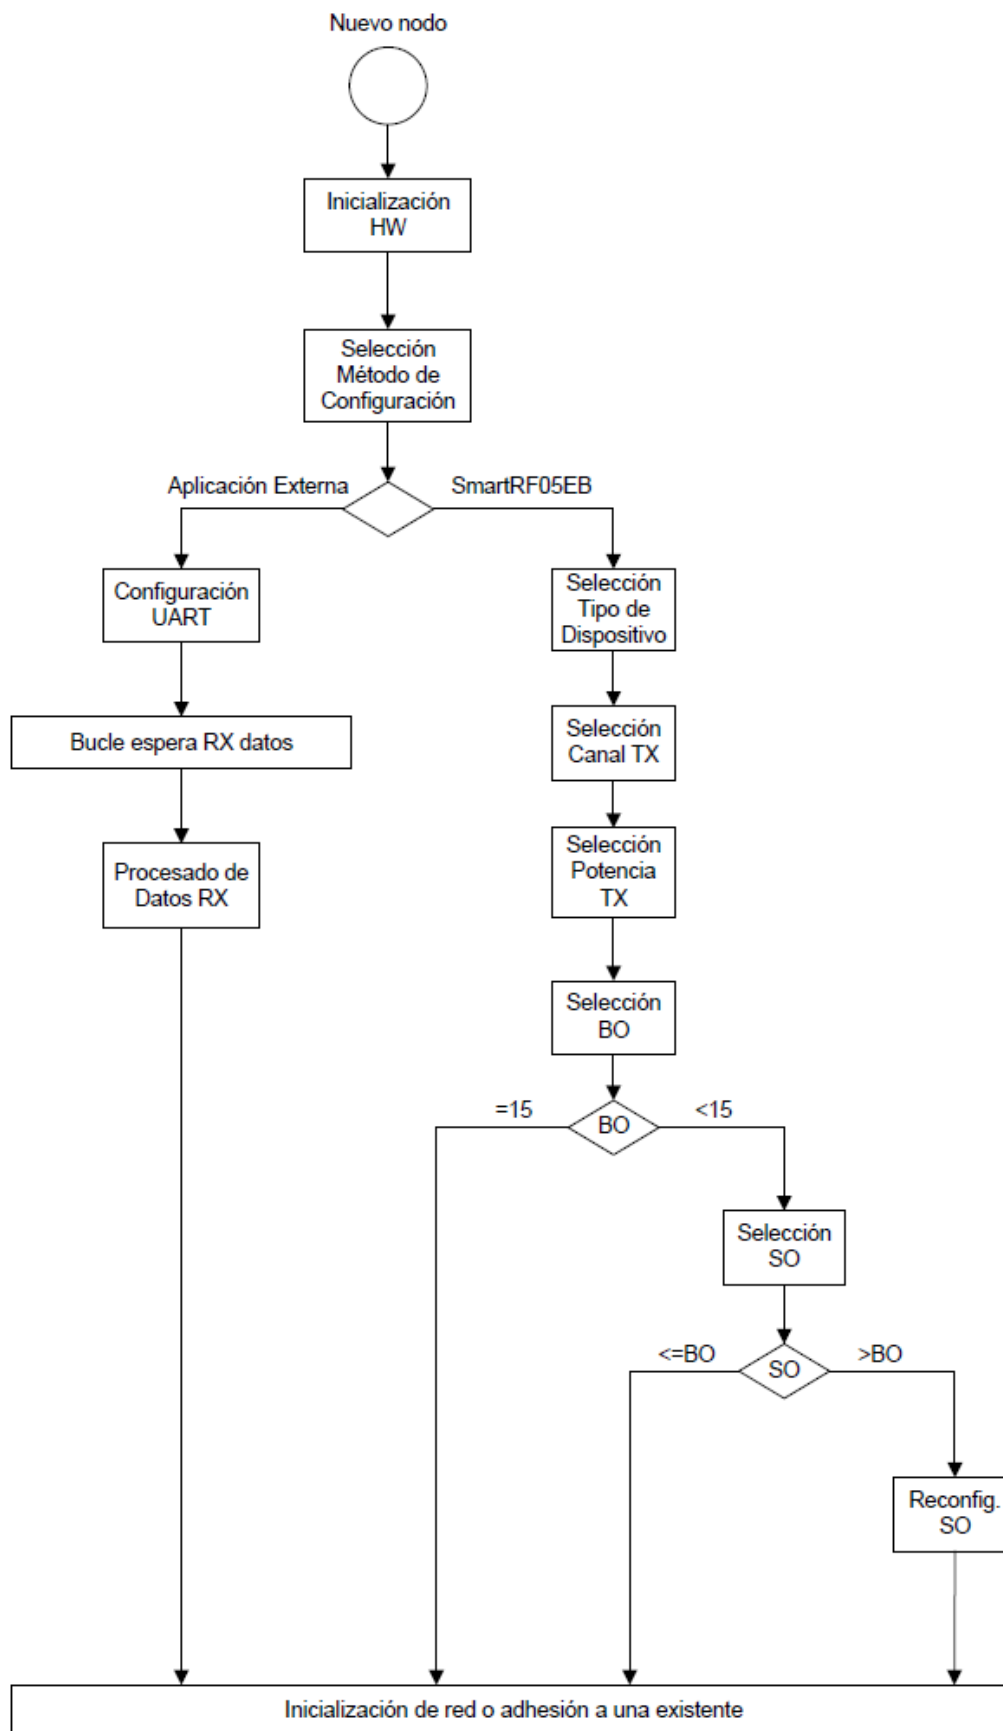 Nuevo nodo
Inicialización
HW
Selección
Método de
Configuración
Aplicación Externa
SmartRF05EB
Configuración
UART
Bucle espera RX datos
Procesado de
Datos RX
Selección
Tipo de
Dispositivo
Selección
Canal TX
Selección
Potencia
TX
Selección
BO
=15
BO
<15
Selección
SO
<=BO
SO
>BO
Reconfig.
SO
Inicialización de red o adhesión a una existente